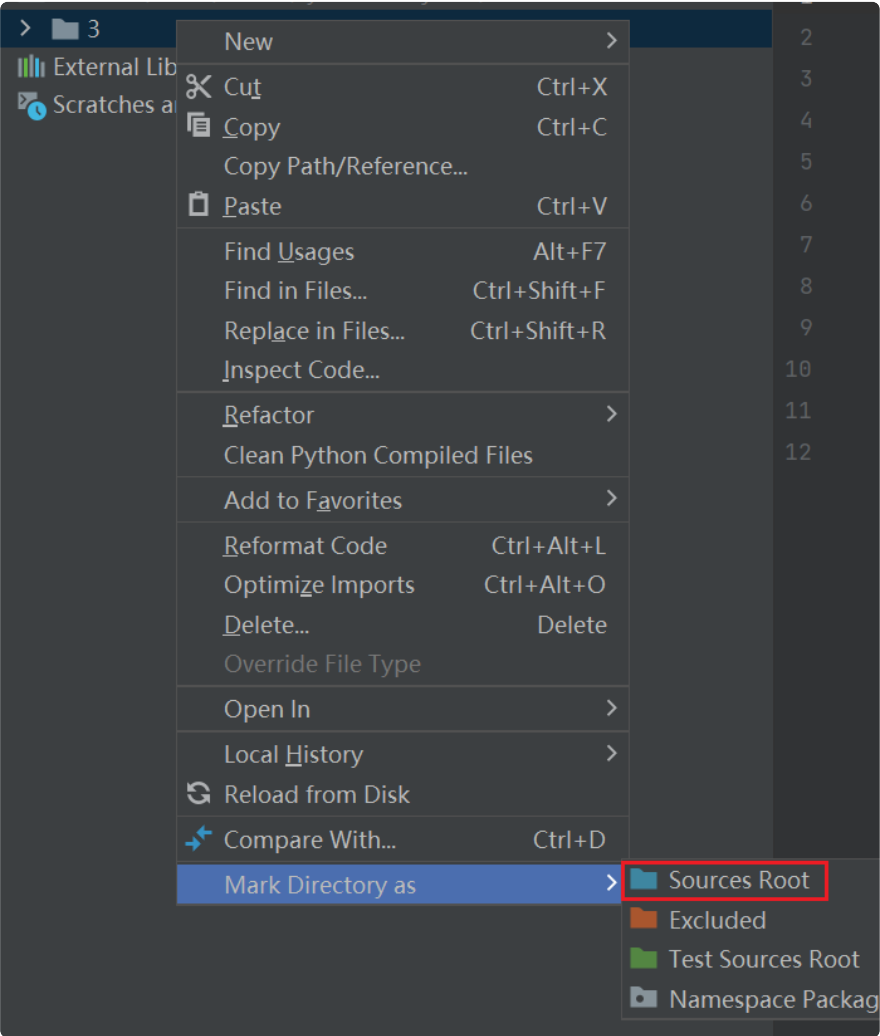 3
External Lib
Scratches a
New
Cut Ctrl+X
Copy Ctrl+C
Copy Path/Reference...
Paste Ctrl+V
Find Usages Alt+F7
Find in Files... Ctrl+Shift+F
Replace in Files... Ctrl+Shift+R
Inspect Code...
Refactor
Clean Python Compiled Files
Add to Favorites
Reformat Code Ctrl+Alt+L
Optimize Imports Ctrl+Alt+O
Delete... Delete
Override File Type
Open In
Local History
Reload from Disk
Compare With... Ctrl+D
Mark Directory as
Sources Root
Excluded
Test Sources Root
Namespace Packag
2
3
4
5
6
7
8
9
10
11
12